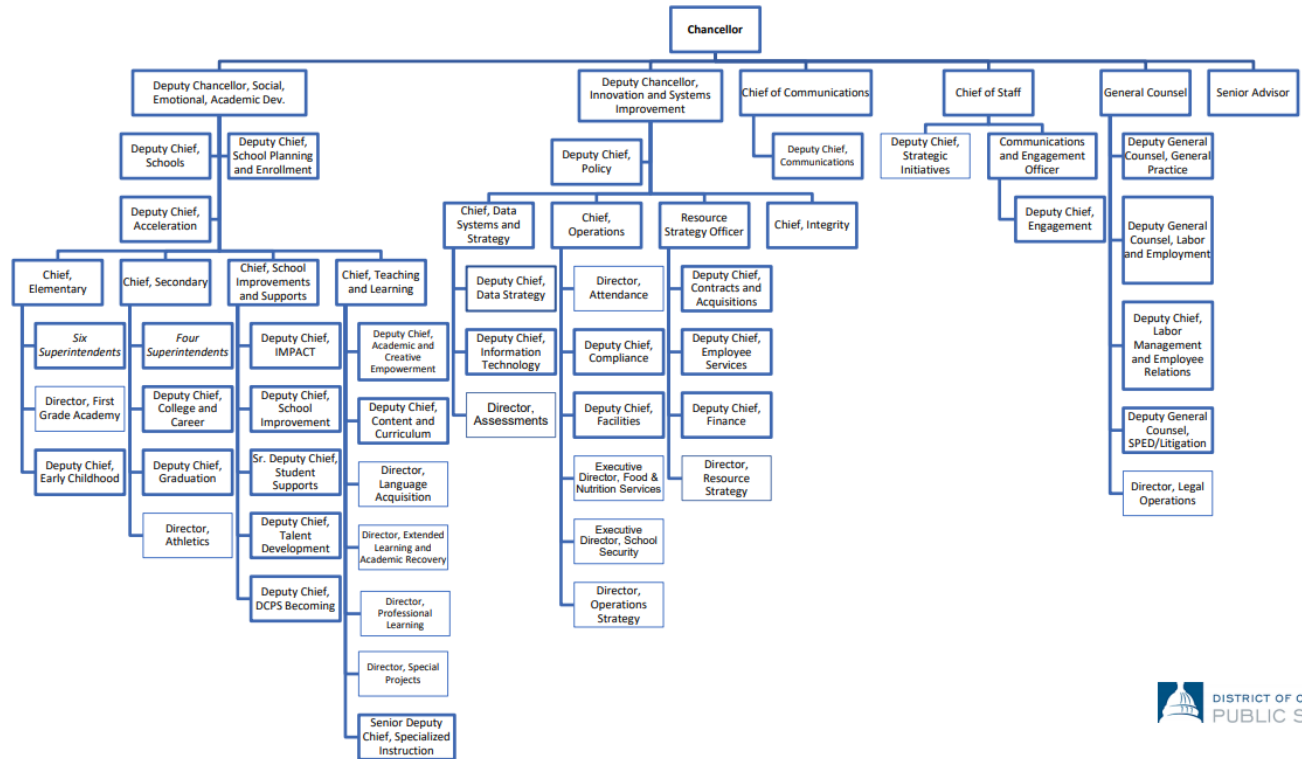 Chancellor
Deputy Chancellor, Social,
Emotional, Academic Dev.
Deputy Chancellor,
Innovation and Systems
Improvement
Chief of Communications
Chief of Staff
General Counsel
Senior Advisor
Deputy Chief,
Schools
Deputy Chief,
School Planning
and Enrollment
Deputy Chief,
Acceleration
Deputy Chief,
Policy
Deputy Chief,
Communications
Deputy Chief,
Strategic
Initiatives
Communications
and Engagement
Officer
Deputy Chief,
Engagement
Deputy General
Counsel, General
Practice
Deputy General
Counsel, Labor
and Employment
Deputy Chief,
Labor
Management
and Employee
Relations
Deputy General
Counsel,
SPED/Litigation
Director, Legal
Operations
Chief,
Elementary
Six
Superintendents
Director, First
Grade Academy
Deputy Chief,
Early Childhood
Chief, Secondary
Four
Superintendents
Deputy Chief,
College and
Career
Deputy Chief,
Graduation
Director,
Athletics
Chief, School
Improvements
and Supports
Deputy Chief,
IMPACT
Deputy Chief,
School
Improvement
Sr. Deputy Chief,
Student
Supports
Deputy Chief,
Talent
Development
Deputy Chief,
DCPS Becoming
Chief, Teaching
and Learning
Deputy Chief,
Academic and
Creative
Empowerment
Deputy Chief,
Content and
Curriculum
Director,
Language
Acquisition
Director, Extended
Learning and
Academic Recovery
Director,
Professional
Learning
Director, Special
Projects
Senior Deputy
Chief, Specialized
Instruction
Chief, Data
Systems and
Strategy
Deputy Chief,
Data Strategy
Deputy Chief,
Information
Technology
Director,
Assessments
Chief,
Operations
Director,
Attendance
Deputy Chief,
Compliance
Deputy Chief,
Facilities
Executive
Director, Food &
Nutrition Services
Executive
Director, School
Security
Director,
Operations
Strategy
Resource
Strategy Officer
Deputy Chief,
Contracts and
Acquisitions
Deputy Chief,
Employee
Services
Deputy Chief,
Finance
Director,
Resource
Strategy
Chief, Integrity
DISTRICT OF C
PUBLIC S